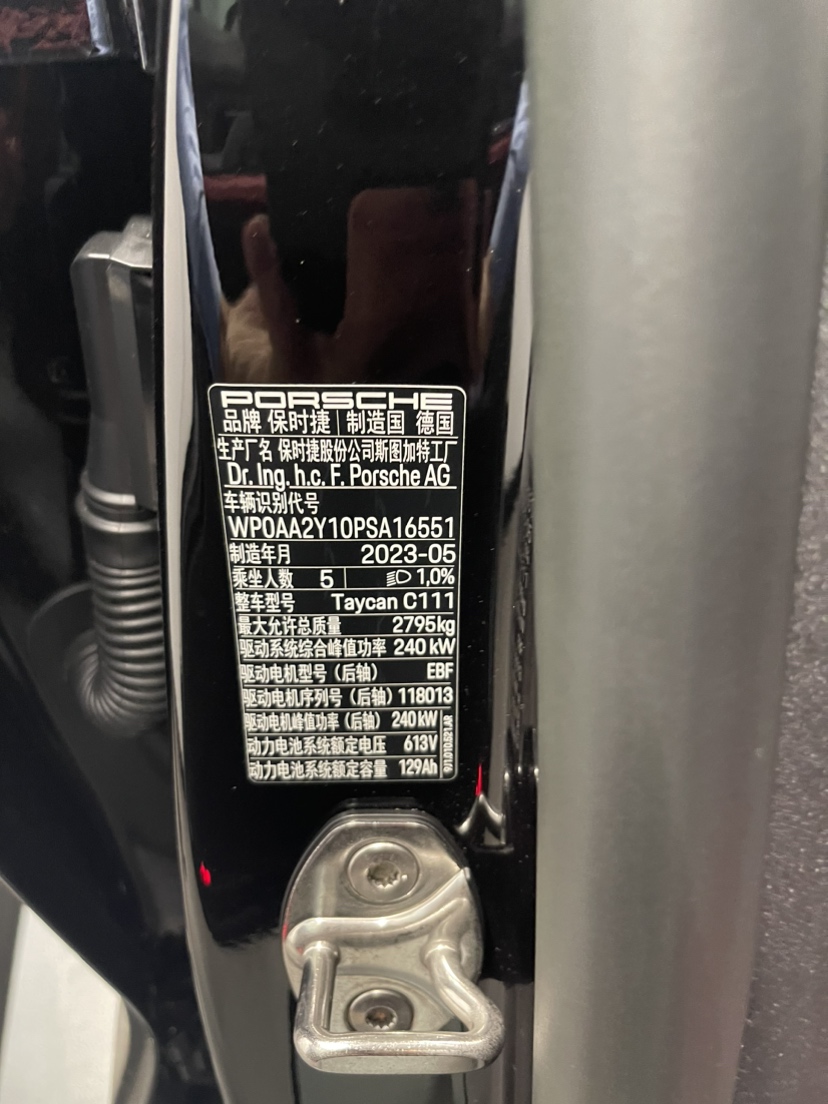 PORSCHE
品牌 保时捷 制造国 德国
生产厂名 保时捷股份公司斯图加特工厂
Dr. Ing. h.c. F. Porsche AG
车辆识别代号
WP0AA2Y10PSA16551
制造年月 2023-05
乘坐人数 5 1,0%
整车型号 Taycan C111
最大允许总质量 2795kg
驱动系统综合峰值功率 240 kW
驱动电机型号（后轴） EBF
驱动电机序列号（后轴） 118013
驱动电机峰值功率（后轴） 240 kW
动力电池系统额定电压 613V
动力电池系统额定容量 129Ah